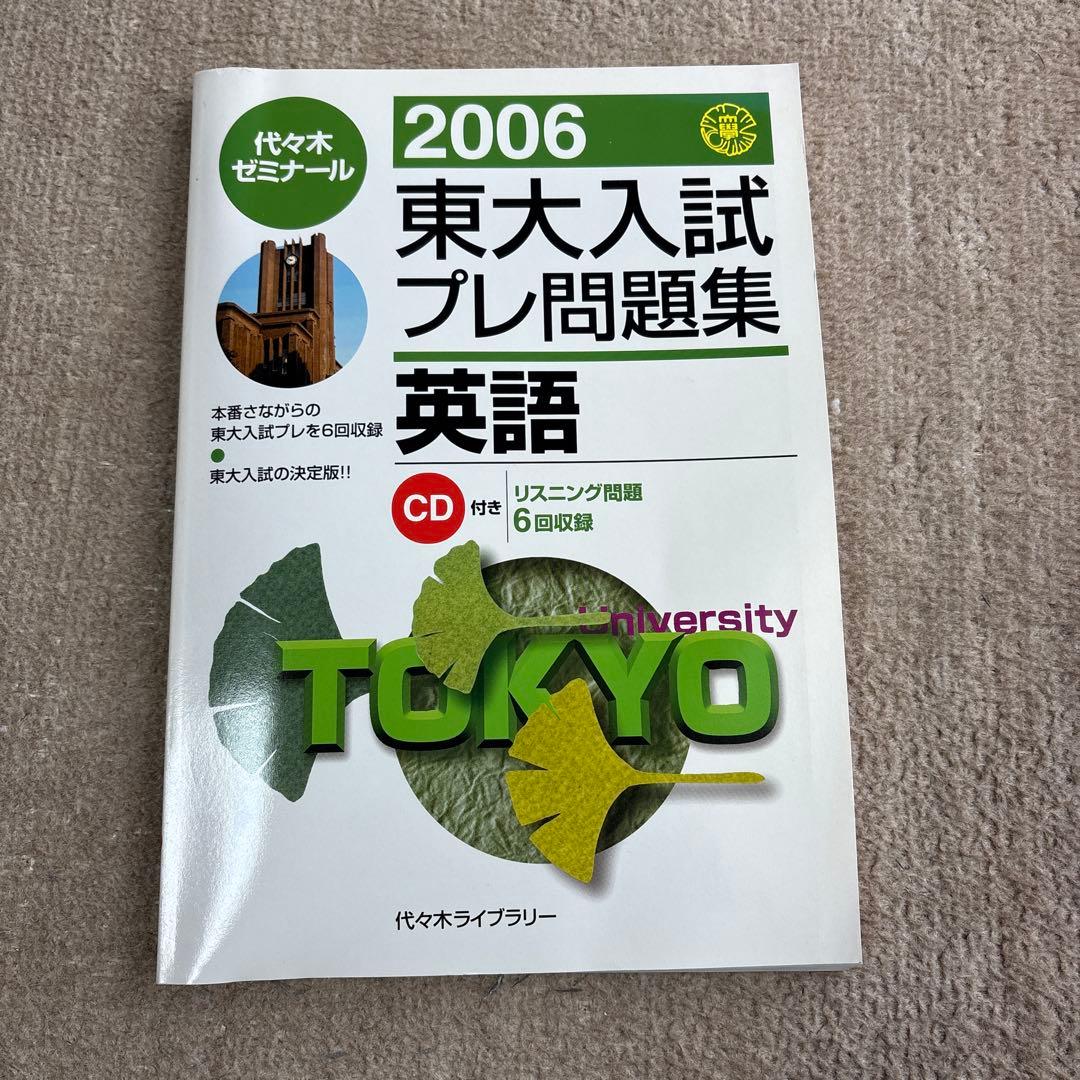 代々木
ゼミナール
2006
東大入試
プレ問題集
英語
本番さながらの
東大入試プレを6回収録
●
東大入試の決定版!!
CD
付き
リスニング問題
6回収録
University
TOKYO
代々木ライブラリー